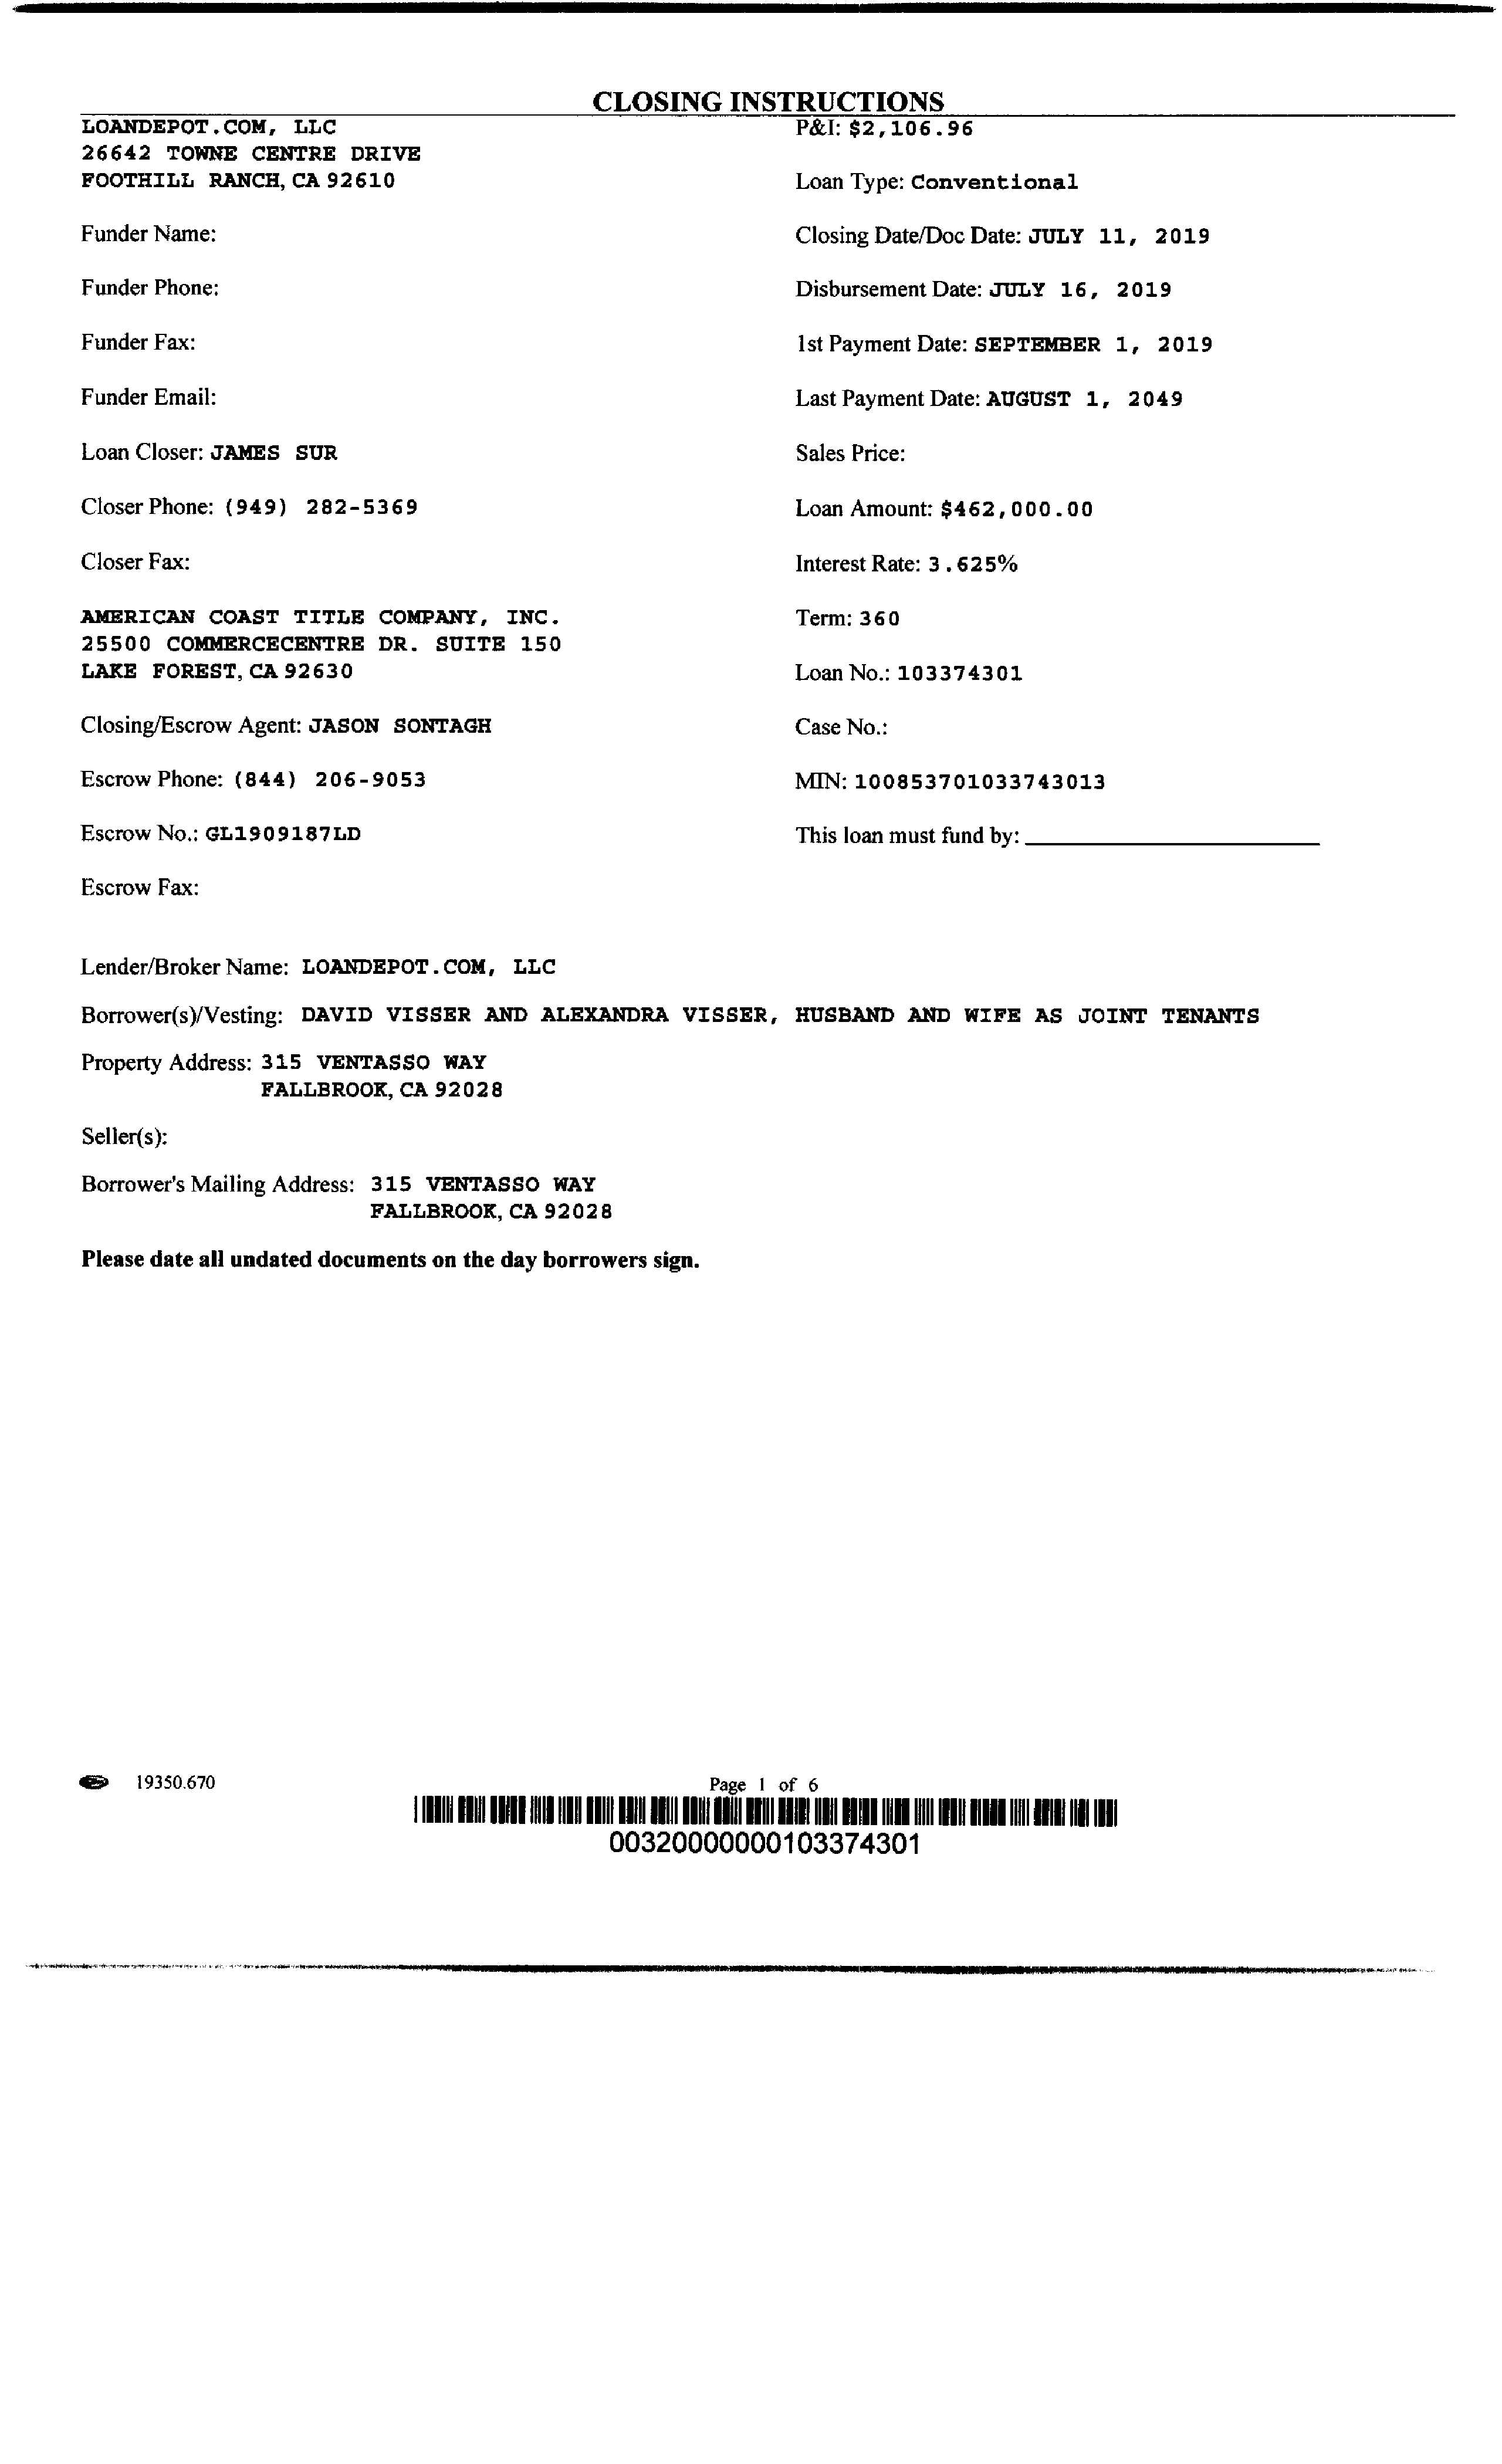 CLOSING INSTRUCTIONS
LOANDEPOT.COM, LLC
26642 TOWNE CENTRE DRIVE
FOOTHILL RANCH, CA 92610
Funder Name:
Funder Phone:
Funder Fax:
Funder Email:
Loan Closer: JAMES SUR
Closer Phone: (949) 282-5369
Closer Fax:
AMERICAN COAST TITLE COMPANY, INC.
25500 COMMERCECENTRE DR. SUITE 150
LAKE FOREST, CA 92630
Closing/Escrow Agent: JASON SONTAGH
Escrow Phone: (844) 206-9053
Escrow No.: GL1909187LD
Escrow Fax:
P&I: $2,106.96
Loan Type: Conventional
Closing Date/Doc Date: JULY 11, 2019
Disbursement Date: JULY 16, 2019
1st Payment Date: SEPTEMBER 1, 2019
Last Payment Date: AUGUST 1, 2049
Sales Price:
Loan Amount: $462,000.00
Interest Rate: 3.625%
Term: 360
Loan No.: 103374301
Case No.:
MIN: 100853701033743013
This loan must fund by:
Lender/Broker Name: LOANDEPOT.COM, LLC
Borrower(s)/Vesting: DAVID VISSER AND ALEXANDRA VISSER, HUSBAND AND WIFE AS JOINT TENANTS
Property Address: 315 VENTASSO WAY
FALLBROOK, CA 92028
Seller(s):
Borrower's Mailing Address: 315 VENTASSO WAY
FALLBROOK, CA 92028
Please date all undated documents on the day borrowers sign.
19350.670
Page 1 of 6
00320000000103374301